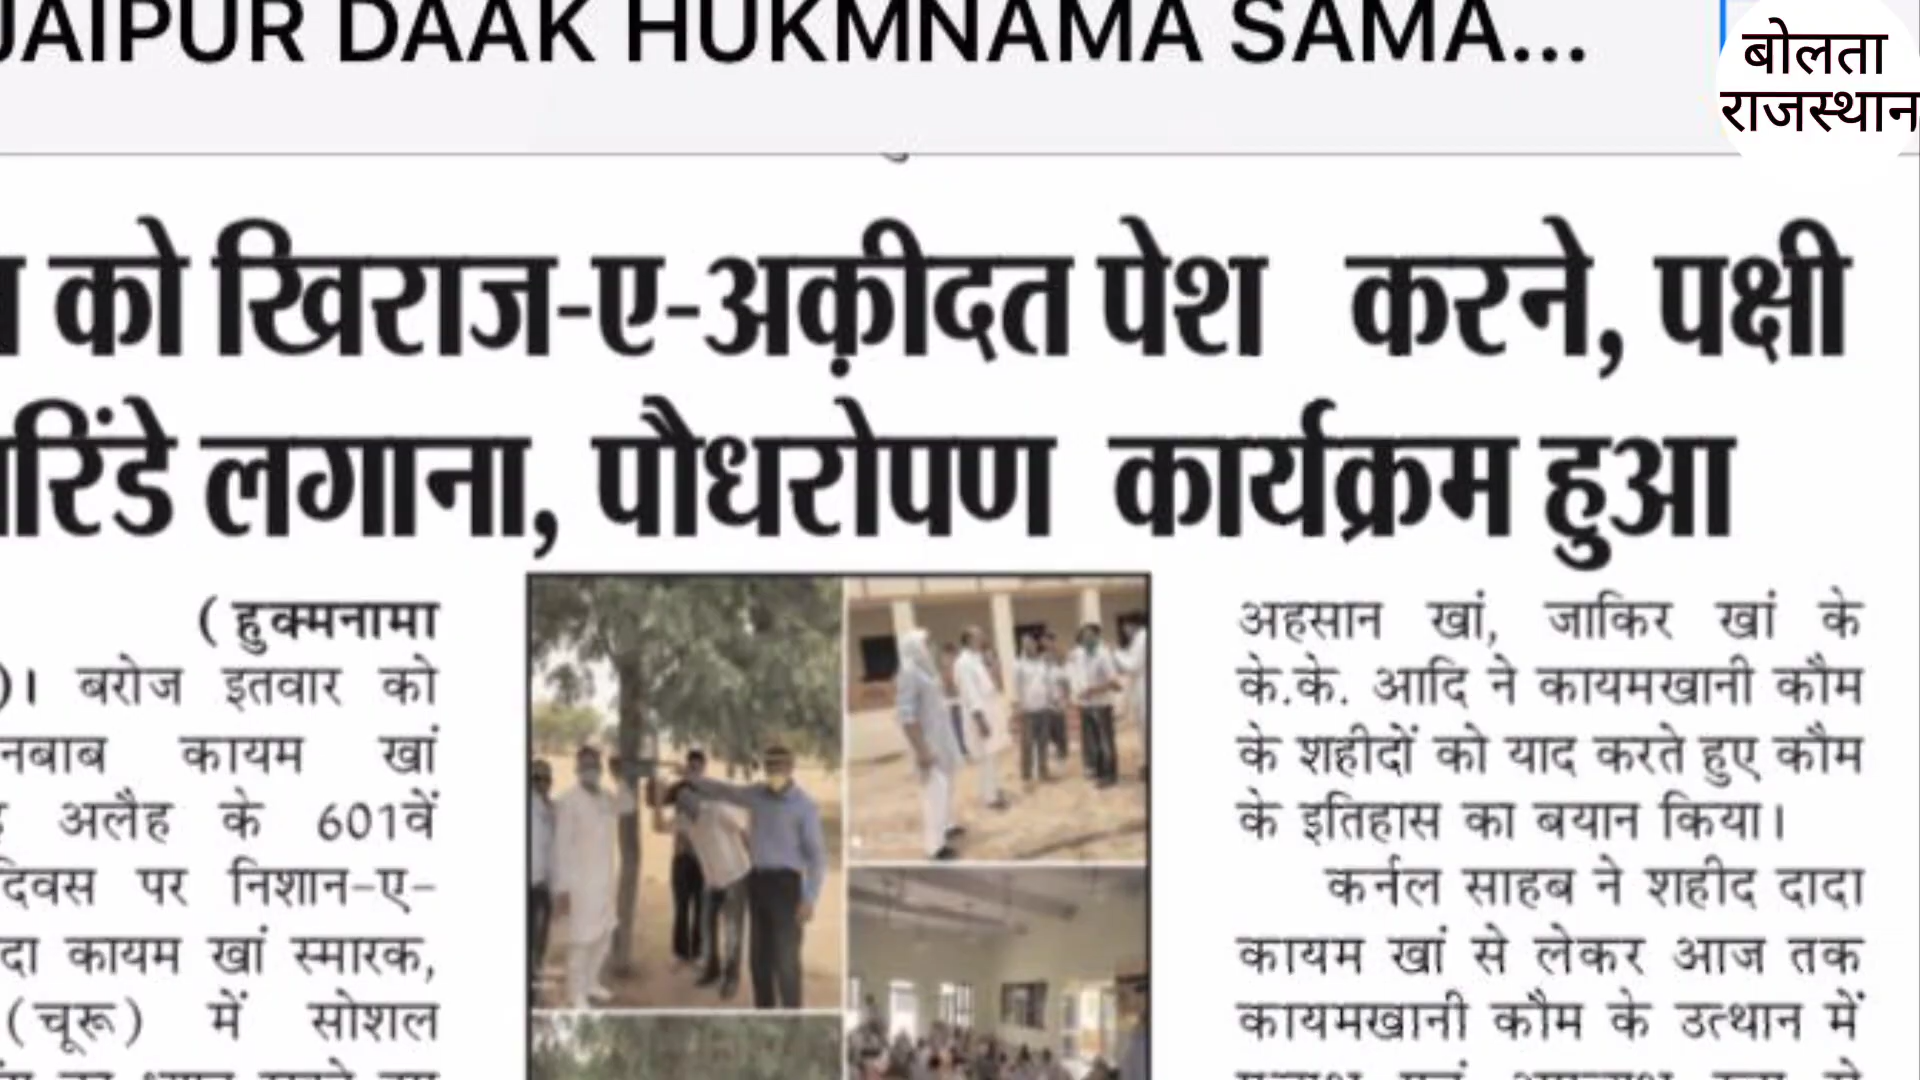 JAIPUR DAAK HUKMNAMA SAMA...
बोलता
राजस्थान
को खिराज-ए-अक़ीदत पेश करने, पक्षी
लगाना, पौधरोपण कार्यक्रम हुआ
(हुक्मनामा
)। बरोज इतवार को
नबाब कायम खां
अलैह के 601वें
दिवस पर निशान-ए-
कायम खां स्मारक,
(चूरू) में सोशल
अहसान खां, जाकिर खां के
के.के. आदि ने कायमखानी कौम
के शहीदों को याद करते हुए कौम
के इतिहास का बयान किया।
कर्नल साहब ने शहीद दादा
कायम खां से लेकर आज तक
कायमखानी कौम के उत्थान में